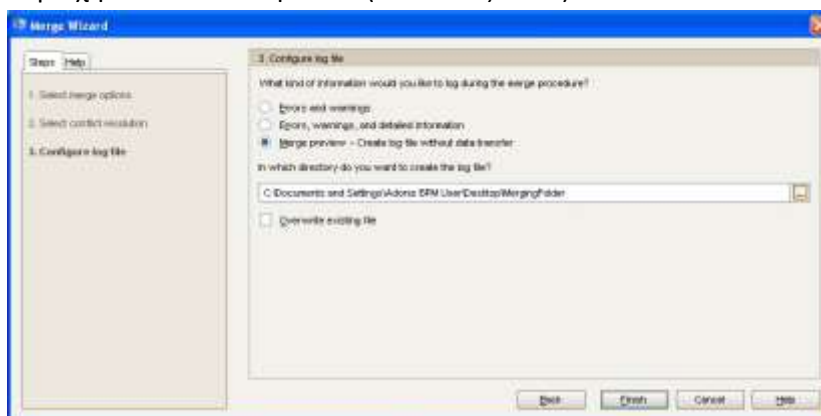 Merge Wizard
Steps Help
1. Select merge options
2. Select conflict resolution
3. Configure log file
3. Configure log file
What kind of information would you like to log during the merge procedure?
Errors and warnings
Errors, warnings, and detailed information
Merge preview - Create log file without data transfer
In which directory do you want to create the log file?
C:\Documents and Settings\Adonis BPM User\Desktop\MergingFolder
Overwrite existing file
Back Finish Cancel Help